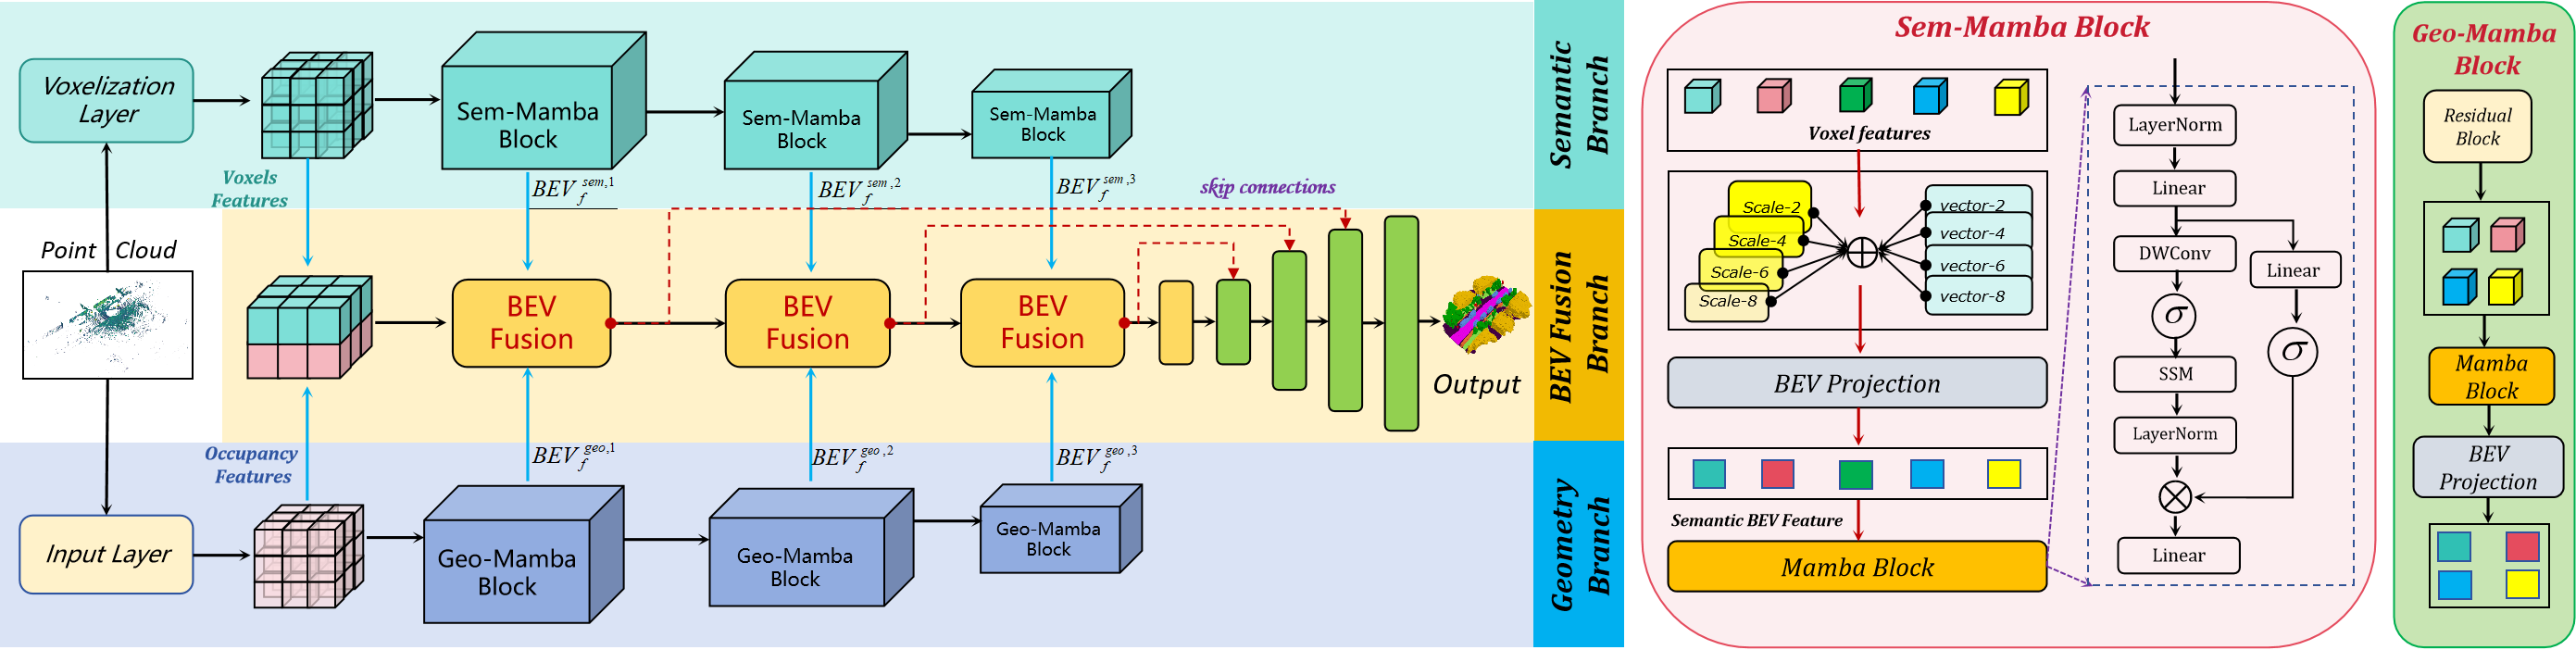 Voxelization
Layer
Sem-Mamba
Block
Sem-Mamba
Block
Sem-Mamba
Block
Semantic
Branch
Voxels
Features
BEV_f^{sem,1}
BEV_f^{sem,2}
BEV_f^{sem,3}
skip connections
Point Cloud
BEV
Fusion
BEV
Fusion
BEV
Fusion
Output
BEV Fusion
Branch
Occupancy
Features
BEV_f^{geo,1}
BEV_f^{geo,2}
BEV_f^{geo,3}
Input Layer
Geo-Mamba
Block
Geo-Mamba
Block
Geo-Mamba
Block
Geometry
Branch
Sem-Mamba Block
Voxel features
Scale-2
Scale-4
Scale-6
Scale-8
vector-2
vector-4
vector-6
vector-8
BEV Projection
Semantic BEV Feature
Mamba Block
LayerNorm
Linear
DWConv
Linear
σ
σ
SSM
LayerNorm
Linear
Geo-Mamba
Block
Residual
Block
Mamba
Block
BEV
Projection